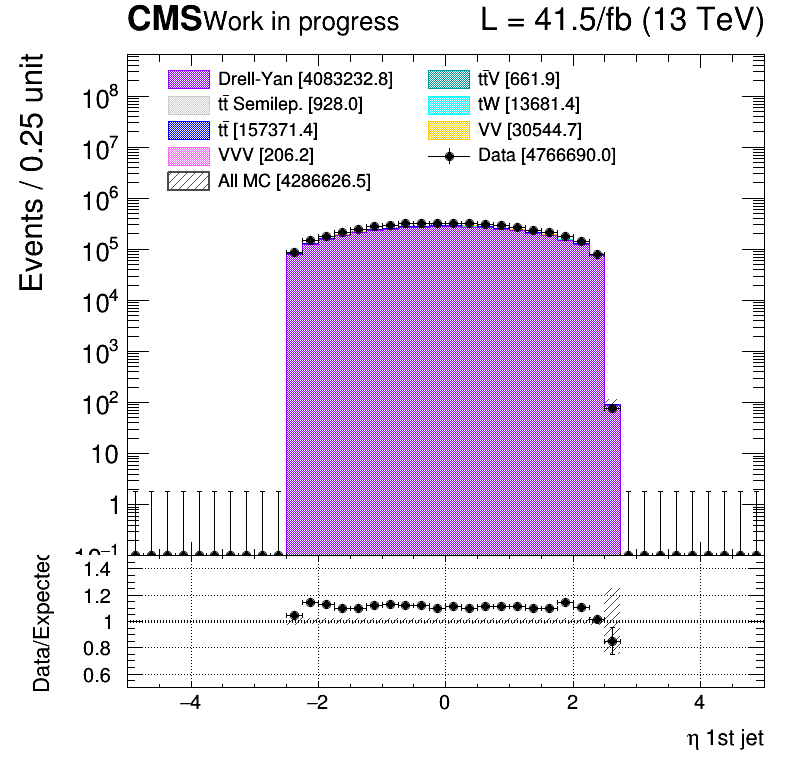 CMS Work in progress L = 41.5/fb (13 TeV)
Events / 0.25 unit
Drell-Yan [4083232.8] tt̄V [661.9]
tt̄ Semilep. [928.0] tW [13681.4]
tt̄ [157371.4] VV [30544.7]
VVV [206.2] Data [4766690.0]
All MC [4286626.5]
10⁸
10⁷
10⁶
10⁵
10⁴
10³
10²
10
1
10⁻¹
Data/Expected
1.4
1.2
1
0.8
0.6
−4 −2 0 2 4
η 1st jet